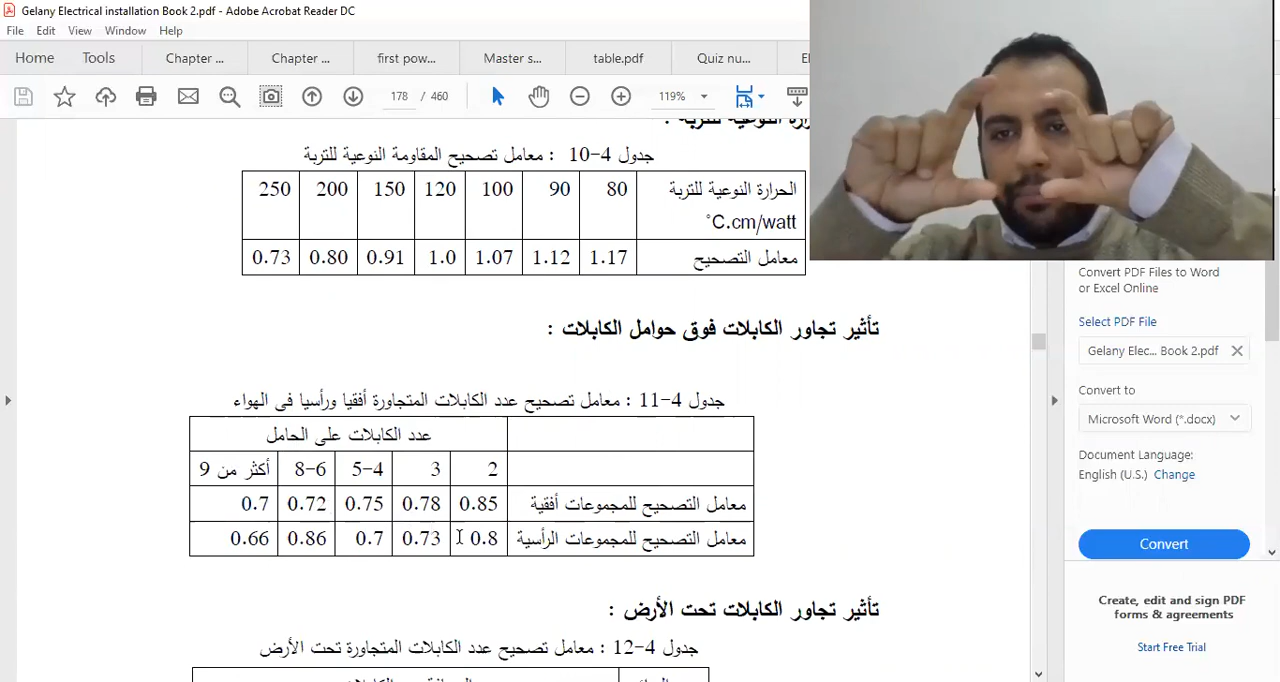 Gelany Electrical installation Book 2.pdf - Adobe Acrobat Reader DC
File Edit View Window Help
Home Tools Chapter ... Chapter ... first pow... Master s... table.pdf Quiz nu...
178 / 460 119%
جدول 4-10 : معامل تصحيح المقاومة النوعية للتربة
الحرارة النوعية للتربة 80 90 100 120 150 200 250
°C.cm/watt
معامل التصحيح 1.17 1.12 1.07 1.0 0.91 0.80 0.73
تأثير تجاور الكابلات فوق حوامل الكابلات :
جدول 4-11 : معامل تصحيح عدد الكابلات المتجاورة أفقيا ورأسيا فى الهواء
عدد الكابلات على الحامل
2 3 4-5 6-8 أكثر من 9
معامل التصحيح للمجموعات أفقية 0.85 0.78 0.75 0.72 0.7
معامل التصحيح للمجموعات الرأسية 0.8 0.73 0.7 0.86 0.66
تأثير تجاور الكابلات تحت الأرض :
جدول 4-12 : معامل تصحيح عدد الكابلات المتجاورة تحت الأرض
Convert PDF Files to Word
or Excel Online
Select PDF File
Gelany Elec... Book 2.pdf
Convert to
Microsoft Word (*.docx)
Document Language:
English (U.S.) Change
Convert
Create, edit and sign PDF
forms & agreements
Start Free Trial